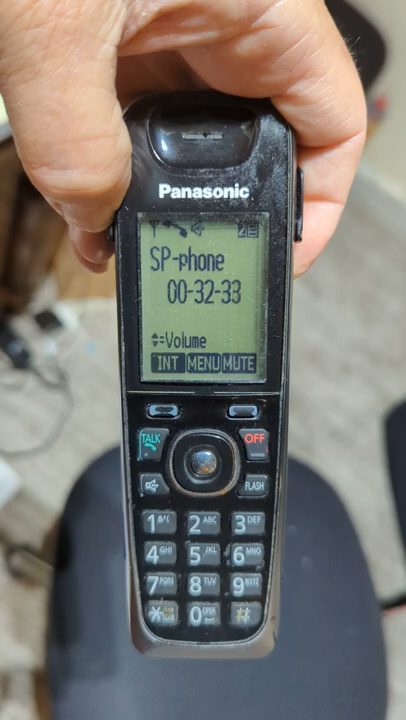 Panasonic
SP-phone
00-32-33
=Volume
INT MENU MUTE
TALK OFF
FLASH
1 2 ABC 3 DEF
4 GHI 5 JKL 6 MNO
7 PQRS 8 TUV 9 WXYZ
* 0 OPER #